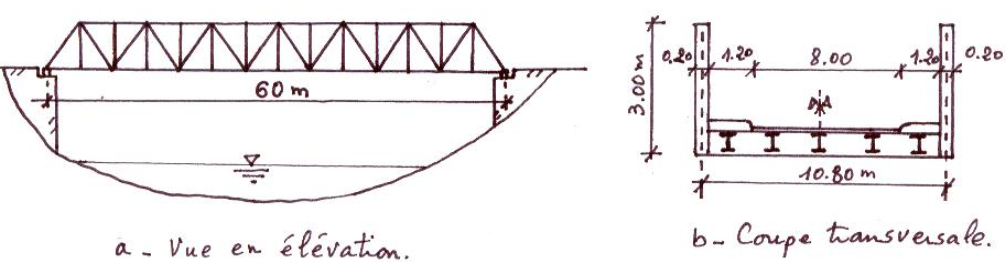 60 m
a - Vue en élévation.
3.00m
0.20 1.20 8.00 1.20 0.20
A
10.80 m
b - Coupe transversale.